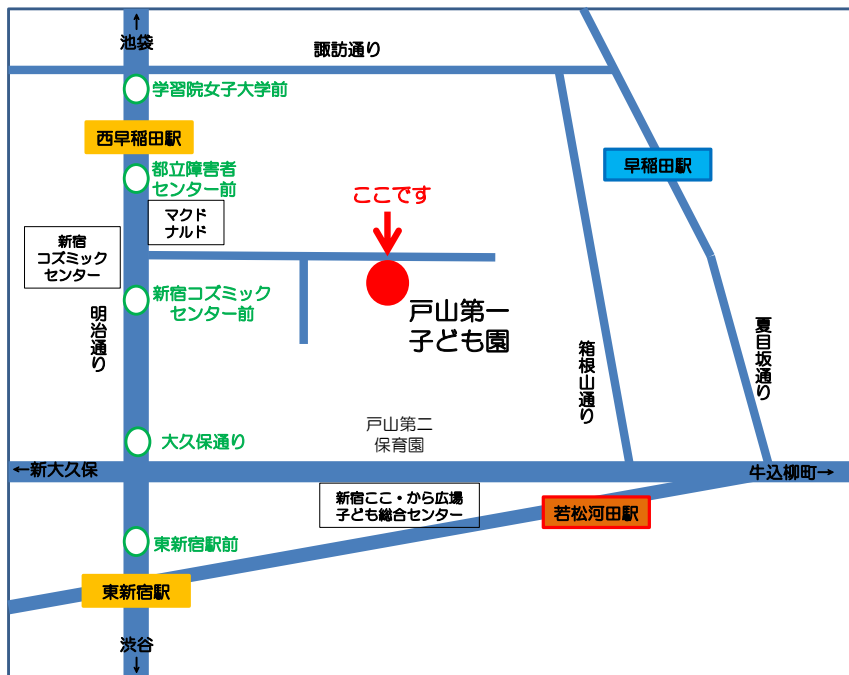 ↑
池袋
諏訪通り
学習院女子大学前
西早稲田駅
早稲田駅
都立障害者
センター前
ここです
マクド
ナルド
新宿
コズミック
センター
新宿コズミック
センター前
戸山第一
子ども園
明治通り
夏目坂通り
箱根山通り
戸山第二
保育園
大久保通り
←新大久保
牛込柳町→
新宿ここ・から広場
子ども総合センター
若松河田駅
東新宿駅前
東新宿駅
渋谷
↓